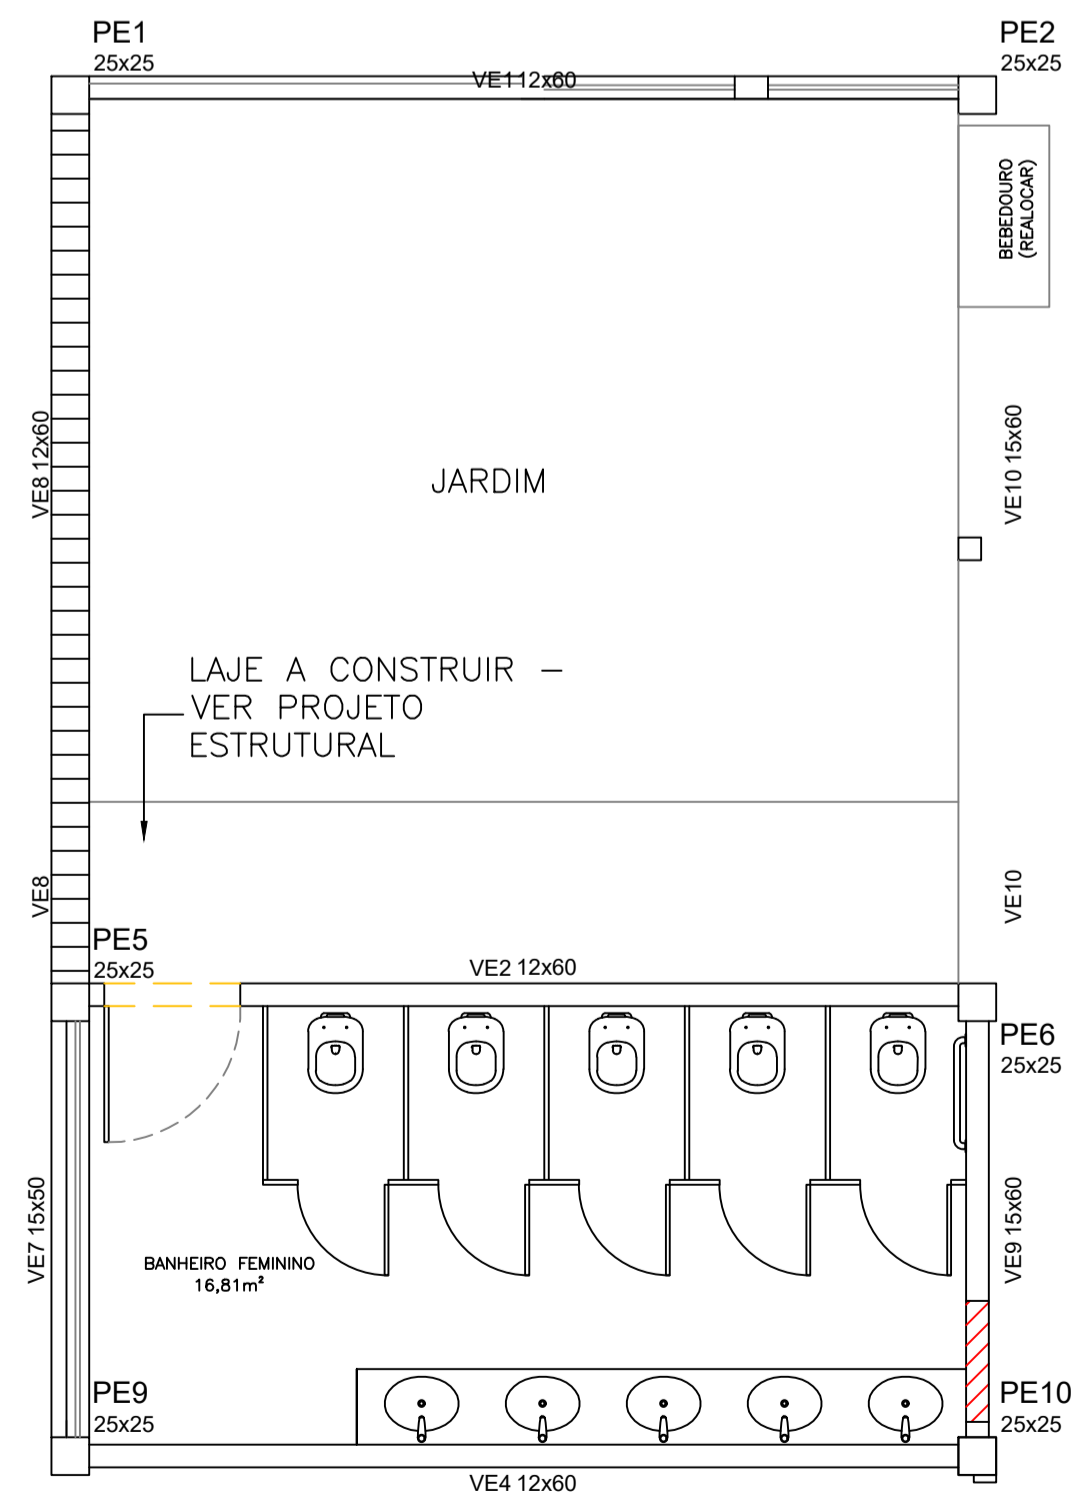 PE1
25x25
PE2
25x25
VE1 12x60
BEBEDOURO
(REALOCAR)
VE8 12x60
VE10 15x60
JARDIM
LAJE A CONSTRUIR –
VER PROJETO
ESTRUTURAL
VE8
VE10
PE5
25x25
VE2 12x60
PE6
25x25
VE7 15x50
VE9 15x60
BANHEIRO FEMININO
16,81m²
PE9
25x25
PE10
25x25
VE4 12x60